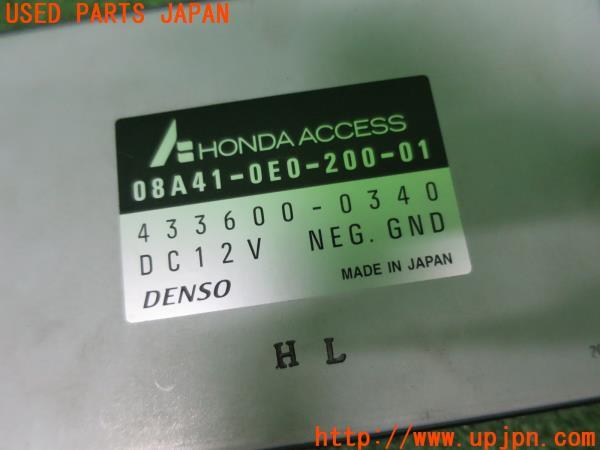 USED PARTS JAPAN
HONDA ACCESS
08A41-0E0-200-01
433600-0340
DC12V NEG. GND
DENSO MADE IN JAPAN
H L
http://www.upjpn.com/